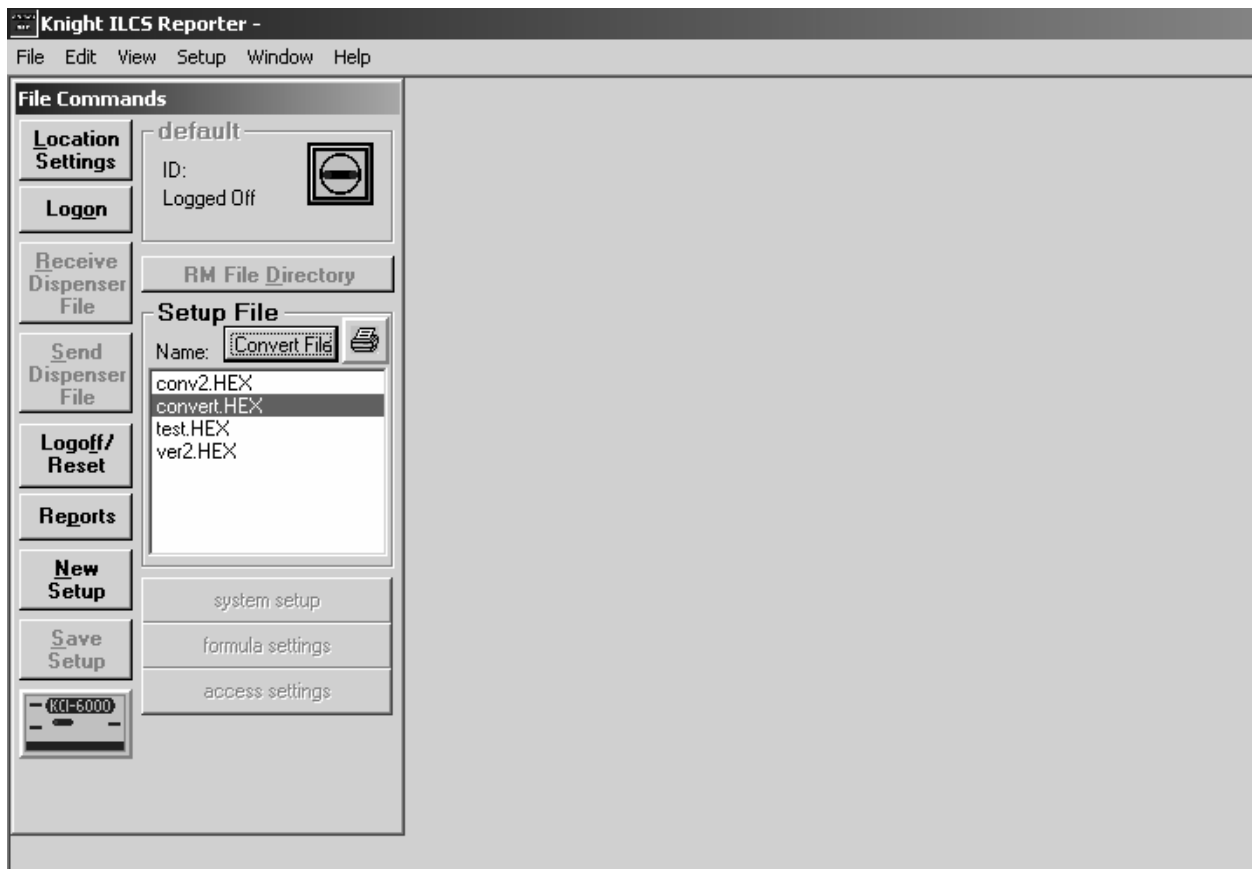 Knight ILCS Reporter -
File Edit View Setup Window Help
File Commands
Location
Settings
Logon
Receive
Dispenser
File
Send
Dispenser
File
Logoff/
Reset
Reports
New
Setup
Save
Setup
KCI-6000
default
ID:
Logged Off
RM File Directory
Setup File
Name: Convert File
conv2.HEX
convert.HEX
test.HEX
ver2.HEX
system setup
formula settings
access settings